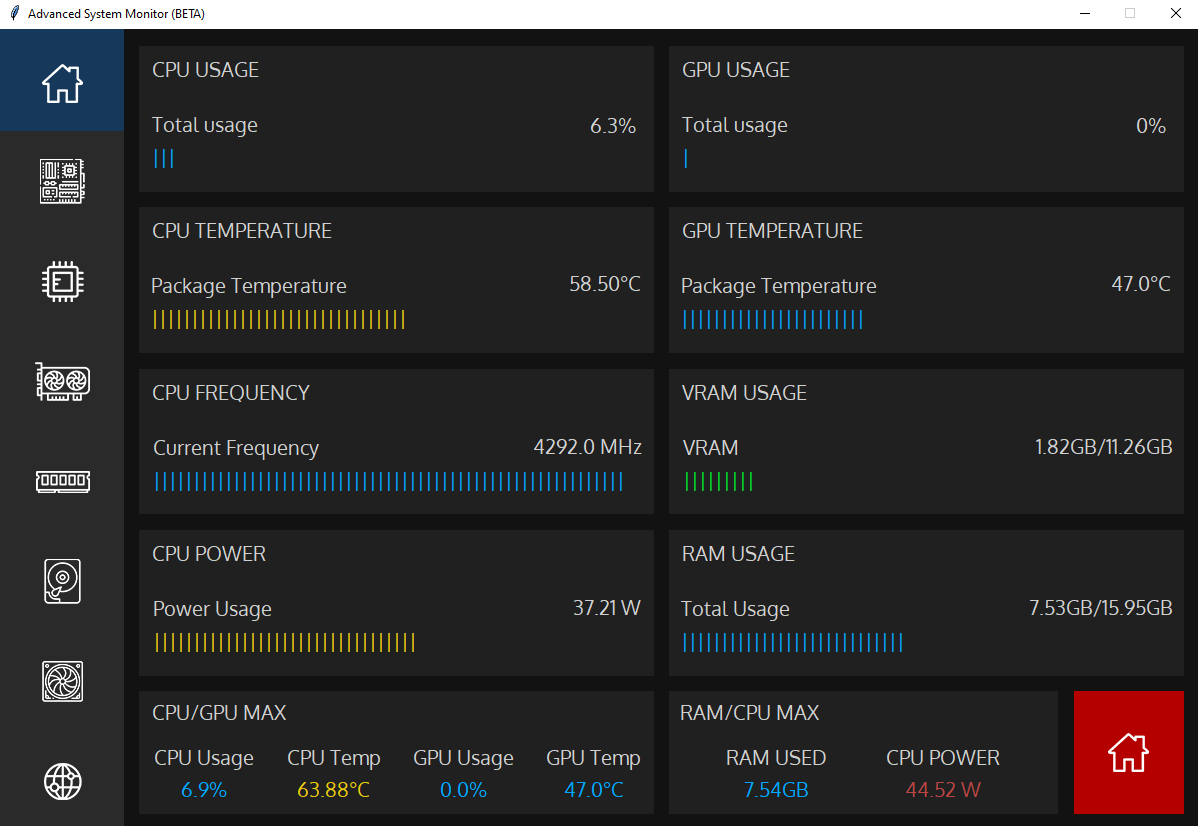 Advanced System Monitor (BETA)
CPU USAGE
Total usage 6.3%
GPU USAGE
Total usage 0%
CPU TEMPERATURE
Package Temperature 58.50°C
GPU TEMPERATURE
Package Temperature 47.0°C
CPU FREQUENCY
Current Frequency 4292.0 MHz
VRAM USAGE
VRAM 1.82GB/11.26GB
CPU POWER
Power Usage 37.21 W
RAM USAGE
Total Usage 7.53GB/15.95GB
CPU/GPU MAX
CPU Usage CPU Temp GPU Usage GPU Temp
6.9% 63.88°C 0.0% 47.0°C
RAM/CPU MAX
RAM USED CPU POWER
7.54GB 44.52 W